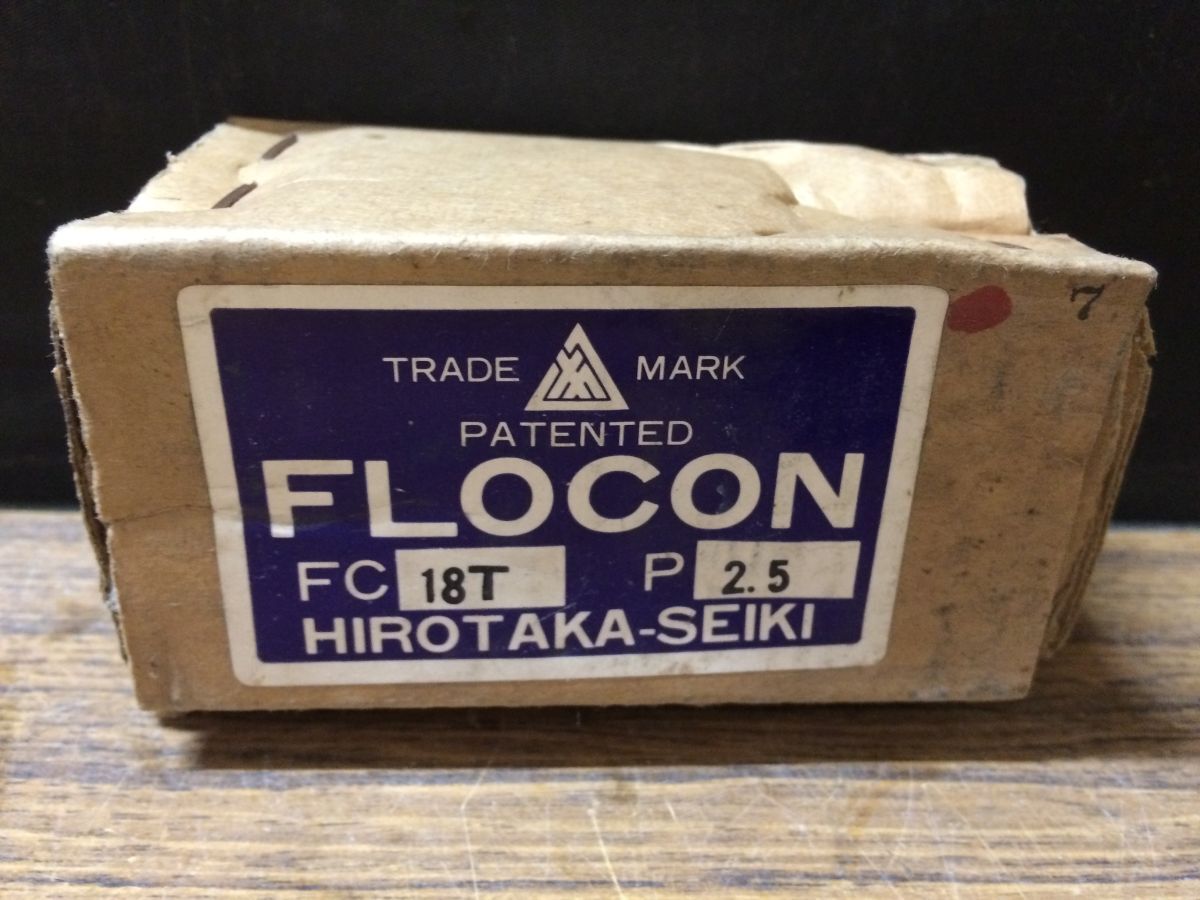 7
TRADE MARK
PATENTED
FLOCON
FC 18T P 2.5
HIROTAKA-SEIKI